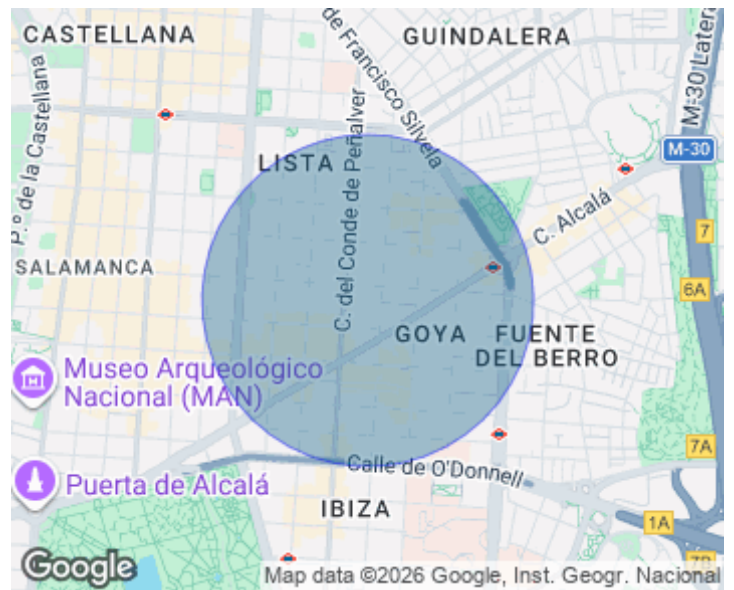 CASTELLANA
GUINDALERA
de Francisco Silvela
M-30 Lateral
P.º de la Castellana
C. del Conde de Peñalver
M-30
LISTA
C. Alcalá
7
SALAMANCA
6A
GOYA
FUENTE
DEL BERRO
Museo Arqueológico
Nacional (MAN)
7A
Calle de O'Donnell
Puerta de Alcalá
IBIZA
1A
7B
Google
Map data ©2026 Google, Inst. Geogr. Nacional